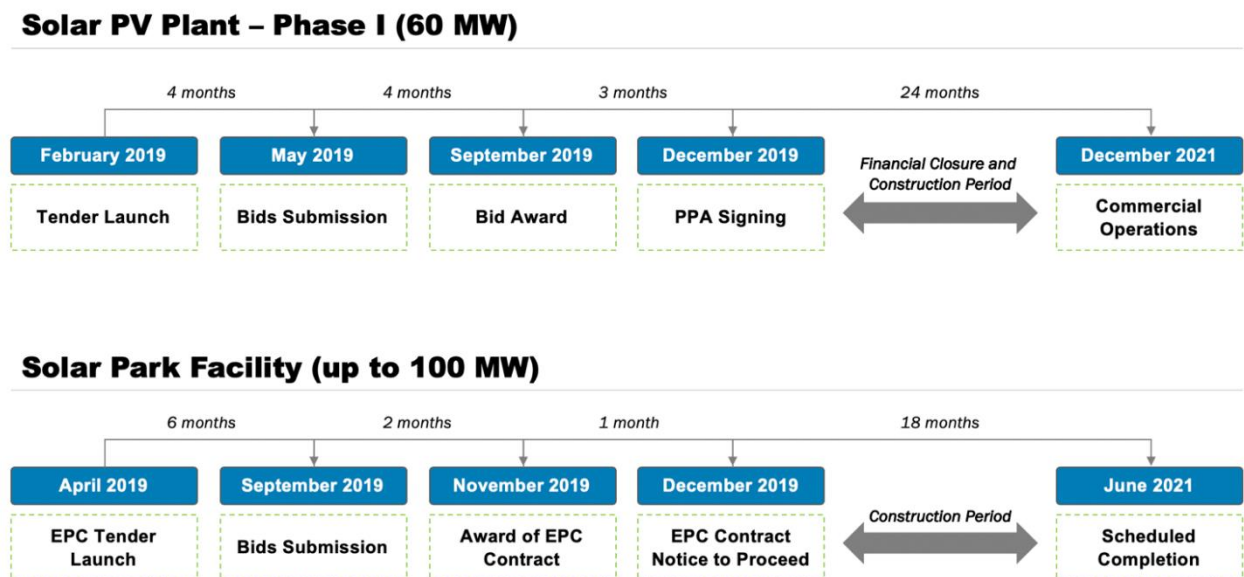 Solar PV Plant – Phase I (60 MW)
4 months
4 months
3 months
24 months
February 2019
May 2019
September 2019
December 2019
Financial Closure and
Construction Period
December 2021
Tender Launch
Bids Submission
Bid Award
PPA Signing
Commercial
Operations
Solar Park Facility (up to 100 MW)
6 months
2 months
1 month
18 months
April 2019
September 2019
November 2019
December 2019
Construction Period
June 2021
EPC Tender
Launch
Bids Submission
Award of EPC
Contract
EPC Contract
Notice to Proceed
Scheduled
Completion